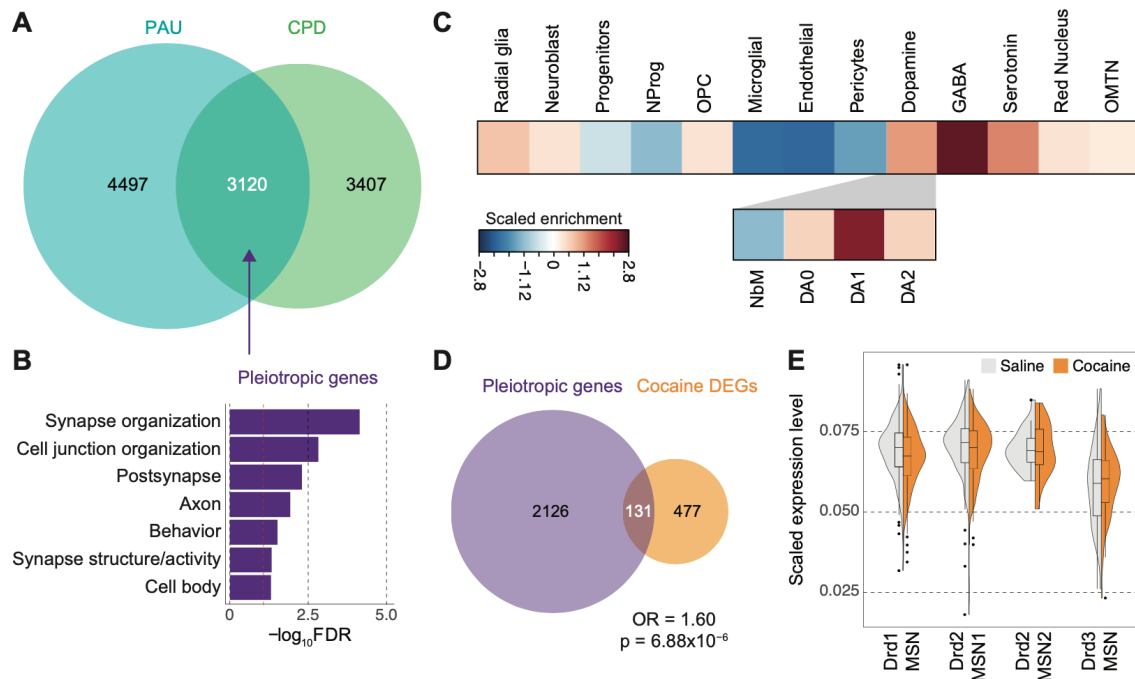 A
PAU
CPD
4497
3120
3407
B
Pleiotropic genes
Synapse organization
Cell junction organization
Postsynapse
Axon
Behavior
Synapse structure/activity
Cell body
0
2.5
5.0
−log10FDR
C
Radial glia
Neuroblast
Progenitors
NProg
OPC
Microglial
Endothelial
Pericytes
Dopamine
GABA
Serotonin
Red Nucleus
OMTN
Scaled enrichment
-2.8
−1.12
0
1.12
2.8
NbM
DA0
DA1
DA2
D
Pleiotropic genes
Cocaine DEGs
2126
131
477
OR = 1.60
p = 6.88x10-6
E
Saline
Cocaine
Scaled expression level
0.075
0.050
0.025
Drd1
MSN
Drd2
MSN1
Drd2
MSN2
Drd3
MSN